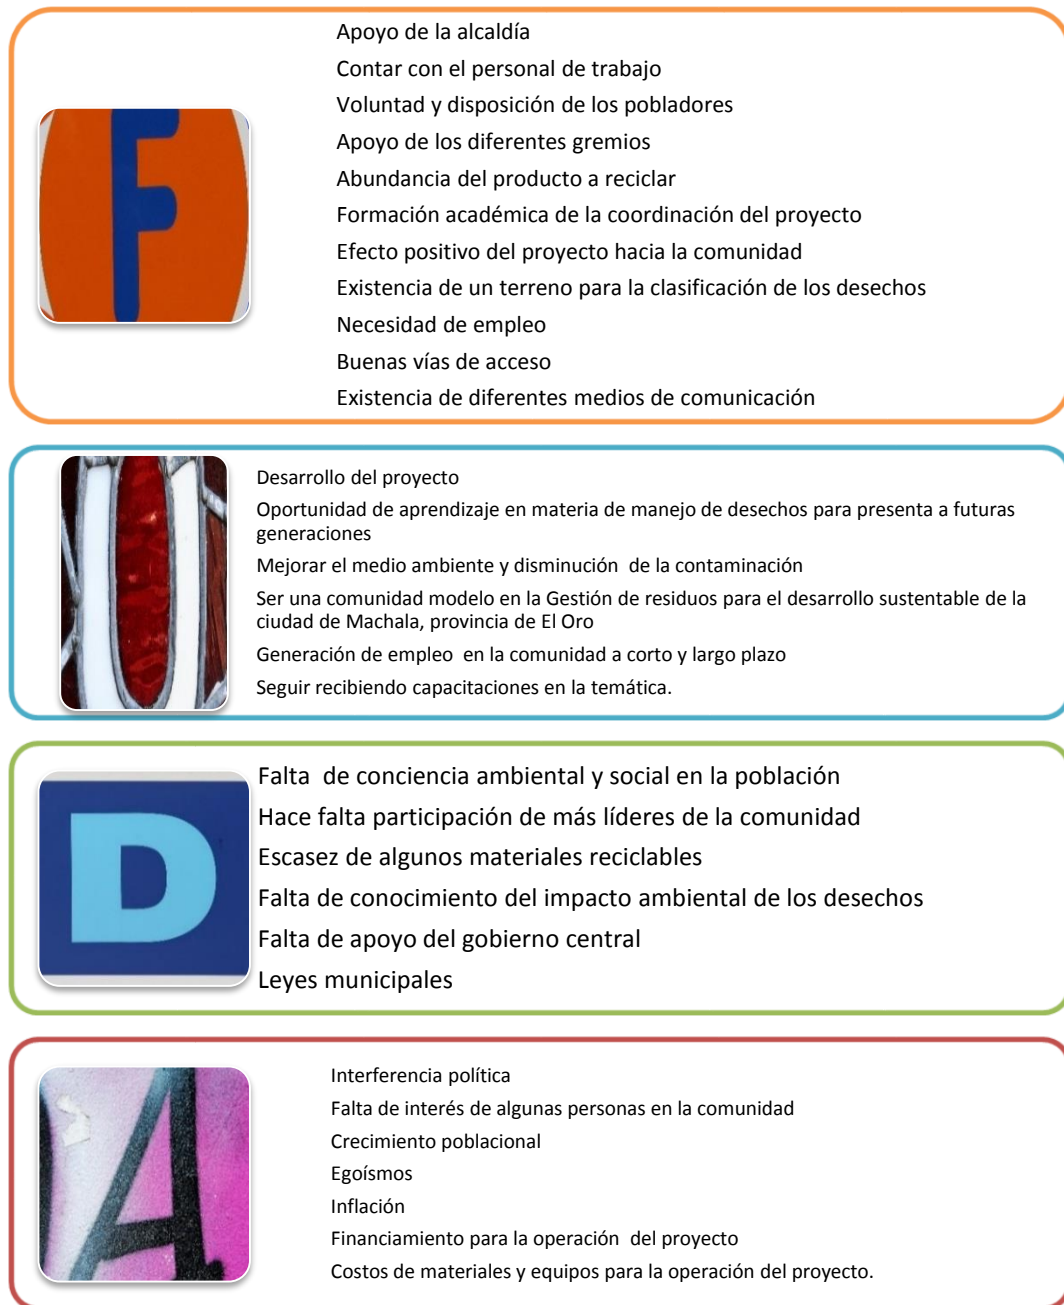 F
Apoyo de la alcaldía
Contar con el personal de trabajo
Voluntad y disposición de los pobladores
Apoyo de los diferentes gremios
Abundancia del producto a reciclar
Formación académica de la coordinación del proyecto
Efecto positivo del proyecto hacia la comunidad
Existencia de un terreno para la clasificación de los desechos
Necesidad de empleo
Buenas vías de acceso
Existencia de diferentes medios de comunicación
O
Desarrollo del proyecto
Oportunidad de aprendizaje en materia de manejo de desechos para presenta a futuras
generaciones
Mejorar el medio ambiente y disminución de la contaminación
Ser una comunidad modelo en la Gestión de residuos para el desarrollo sustentable de la
ciudad de Machala, provincia de El Oro
Generación de empleo en la comunidad a corto y largo plazo
Seguir recibiendo capacitaciones en la temática.
D
Falta de conciencia ambiental y social en la población
Hace falta participación de más líderes de la comunidad
Escasez de algunos materiales reciclables
Falta de conocimiento del impacto ambiental de los desechos
Falta de apoyo del gobierno central
Leyes municipales
A
Interferencia política
Falta de interés de algunas personas en la comunidad
Crecimiento poblacional
Egoísmos
Inflación
Financiamiento para la operación del proyecto
Costos de materiales y equipos para la operación del proyecto.